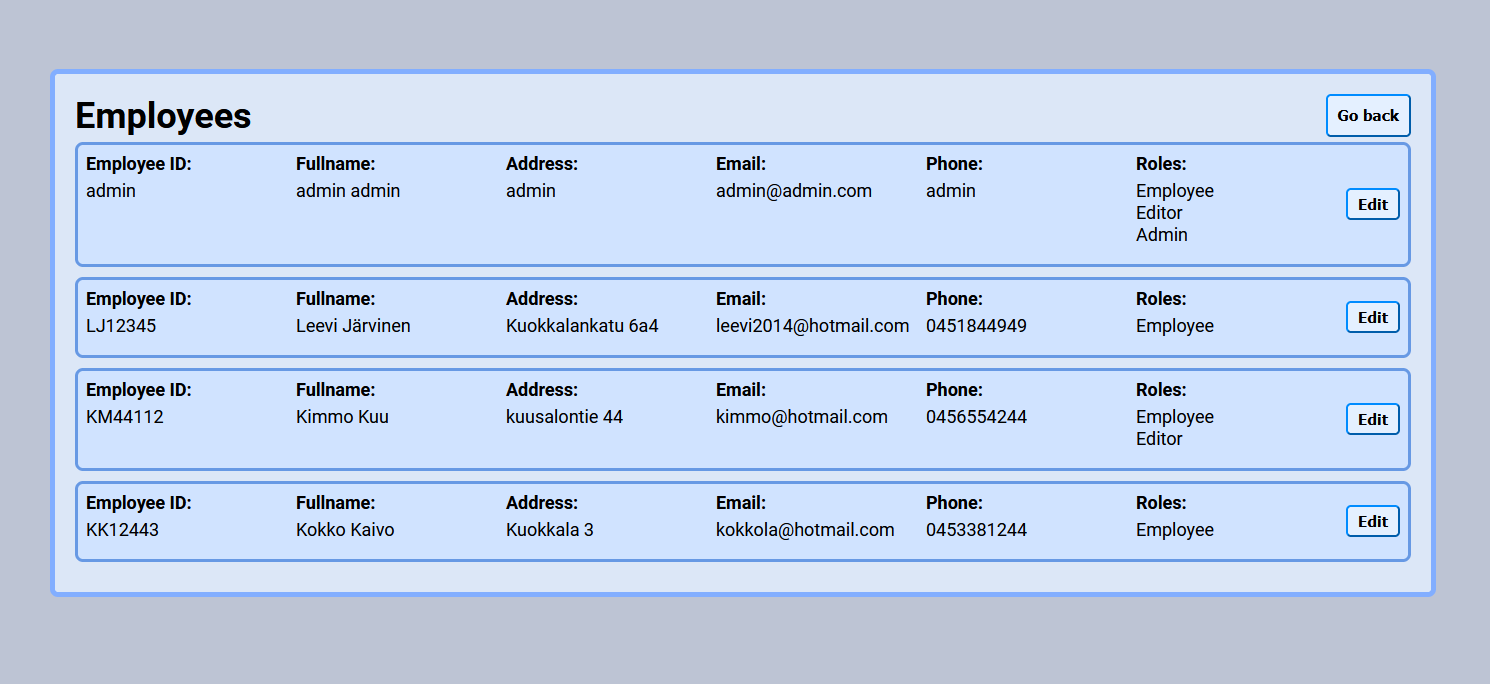 Employees
Go back
Employee ID: Fullname: Address: Email: Phone: Roles:
admin admin admin admin admin@admin.com admin Employee
Editor
Admin
Edit
Employee ID: Fullname: Address: Email: Phone: Roles:
LJ12345 Leevi Järvinen Kuokkalankatu 6a4 leevi2014@hotmail.com 0451844949 Employee
Edit
Employee ID: Fullname: Address: Email: Phone: Roles:
KM44112 Kimmo Kuu kuusalontie 44 kimmo@hotmail.com 0456554244 Employee
Editor
Edit
Employee ID: Fullname: Address: Email: Phone: Roles:
KK12443 Kokko Kaivo Kuokkala 3 kokkola@hotmail.com 0453381244 Employee
Edit